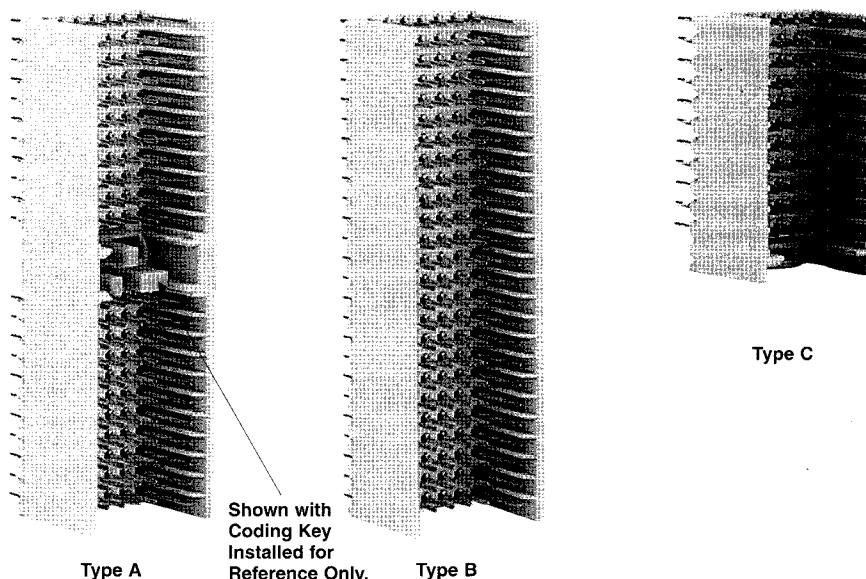 Type C
Shown with
Coding Key
Installed for
Reference Only.
Type A
Type B